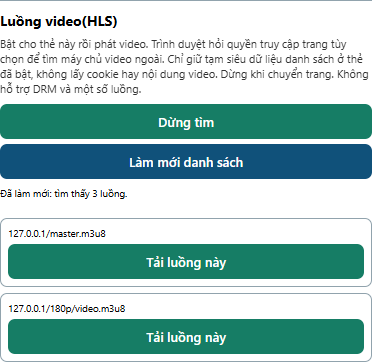 Luồng video(HLS)
Bật cho thẻ này rồi phát video. Trình duyệt hỏi quyền truy cập trang tùy
chọn để tìm máy chủ video ngoài. Chỉ giữ tạm siêu dữ liệu danh sách ở thẻ
đã bật, không lấy cookie hay nội dung video. Dừng khi chuyển trang. Không
hỗ trợ DRM và một số luồng.
Dừng tìm
Làm mới danh sách
Đã làm mới: tìm thấy 3 luồng.
127.0.0.1/master.m3u8
Tải luồng này
127.0.0.1/180p/video.m3u8
Tải luồng này